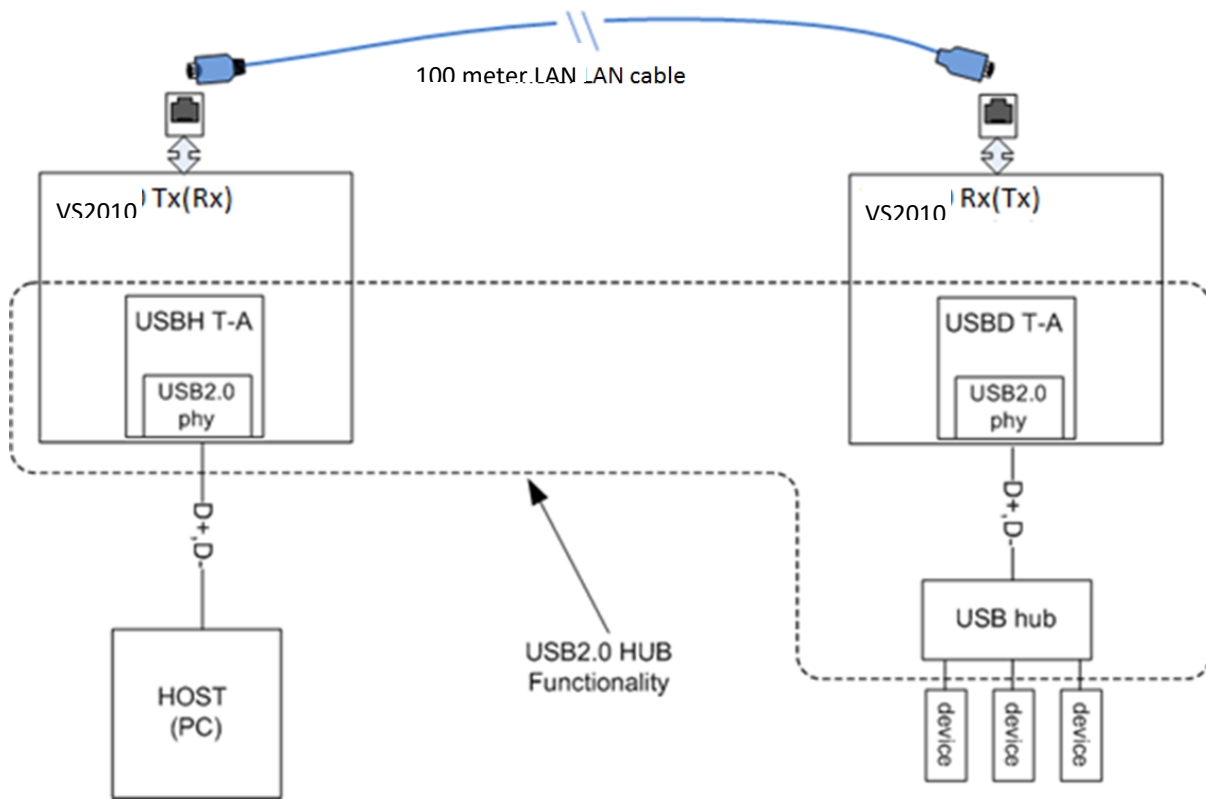 100 meter LAN LAN cable
VS2010 Tx(Rx)
VS2010 Rx(Tx)
USBH T-A
USB2.0
phy
USBD T-A
USB2.0
phy
D+,D-
D+,D-
USB hub
USB2.0 HUB
Functionality
HOST
(PC)
device
device
device